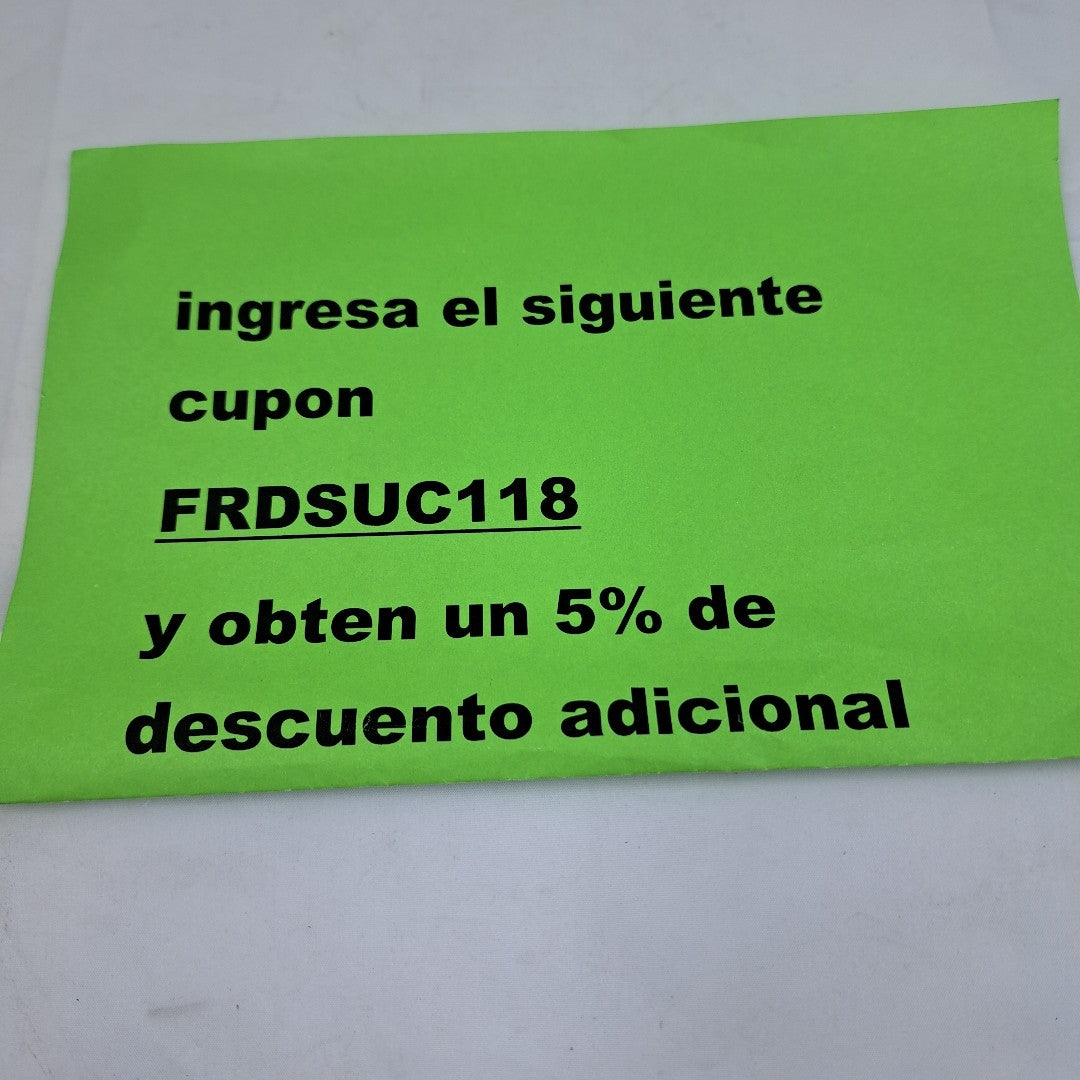 ingresa el siguiente
cupon
FRDSUC118
y obten un 5% de
descuento adicional